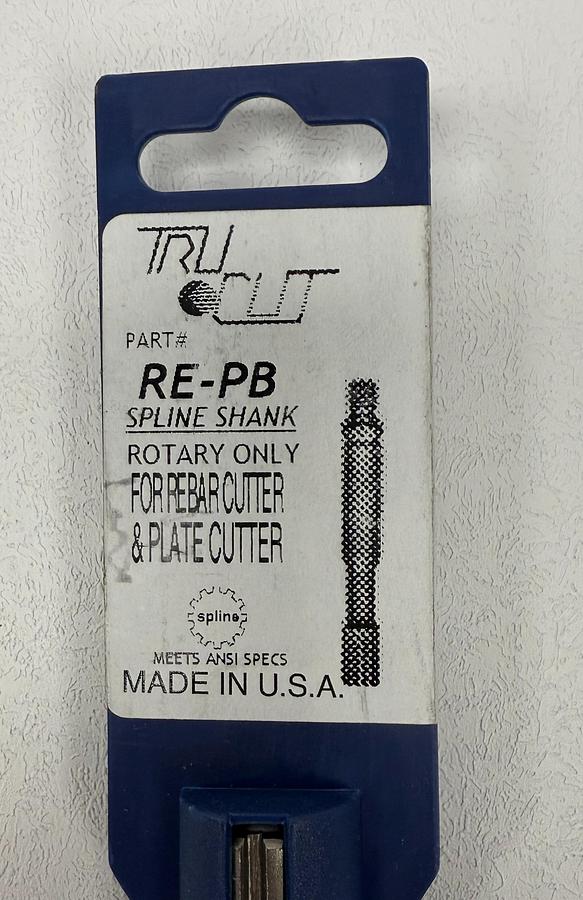 TRU
CUT
PART#
RE-PB
SPLINE SHANK
ROTARY ONLY
FOR REBAR CUTTER
& PLATE CUTTER
spline
MEETS ANSI SPECS
MADE IN U.S.A.